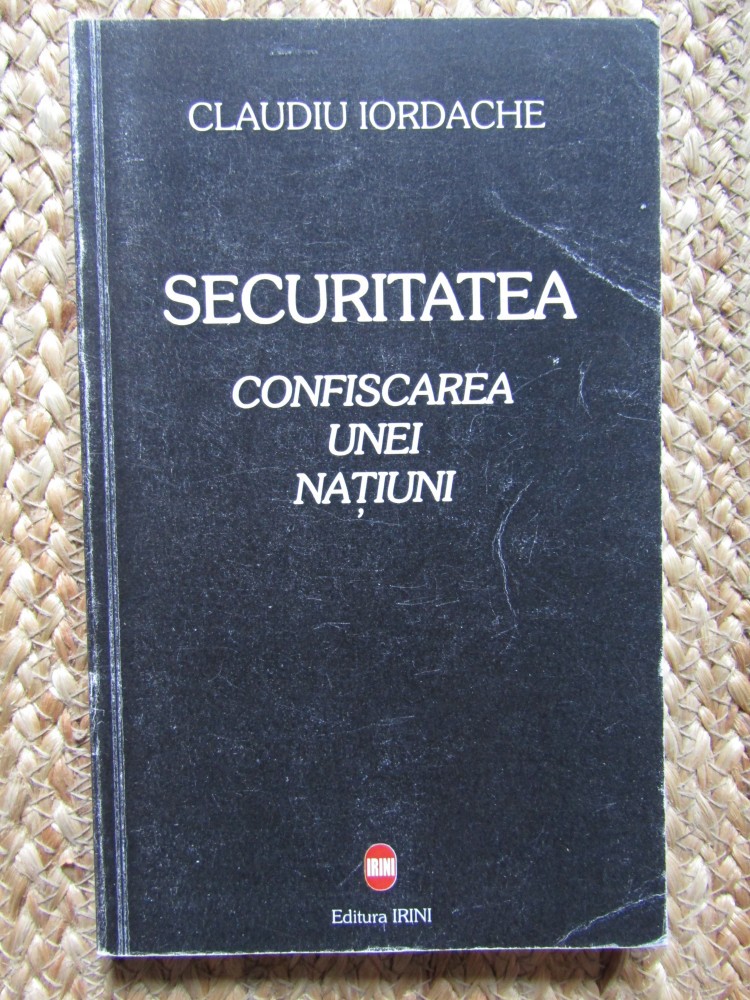 CLAUDIU IORDACHE
SECURITATEA
CONFISCAREA
UNEI
NAȚIUNI
IRINI
Editura IRINI